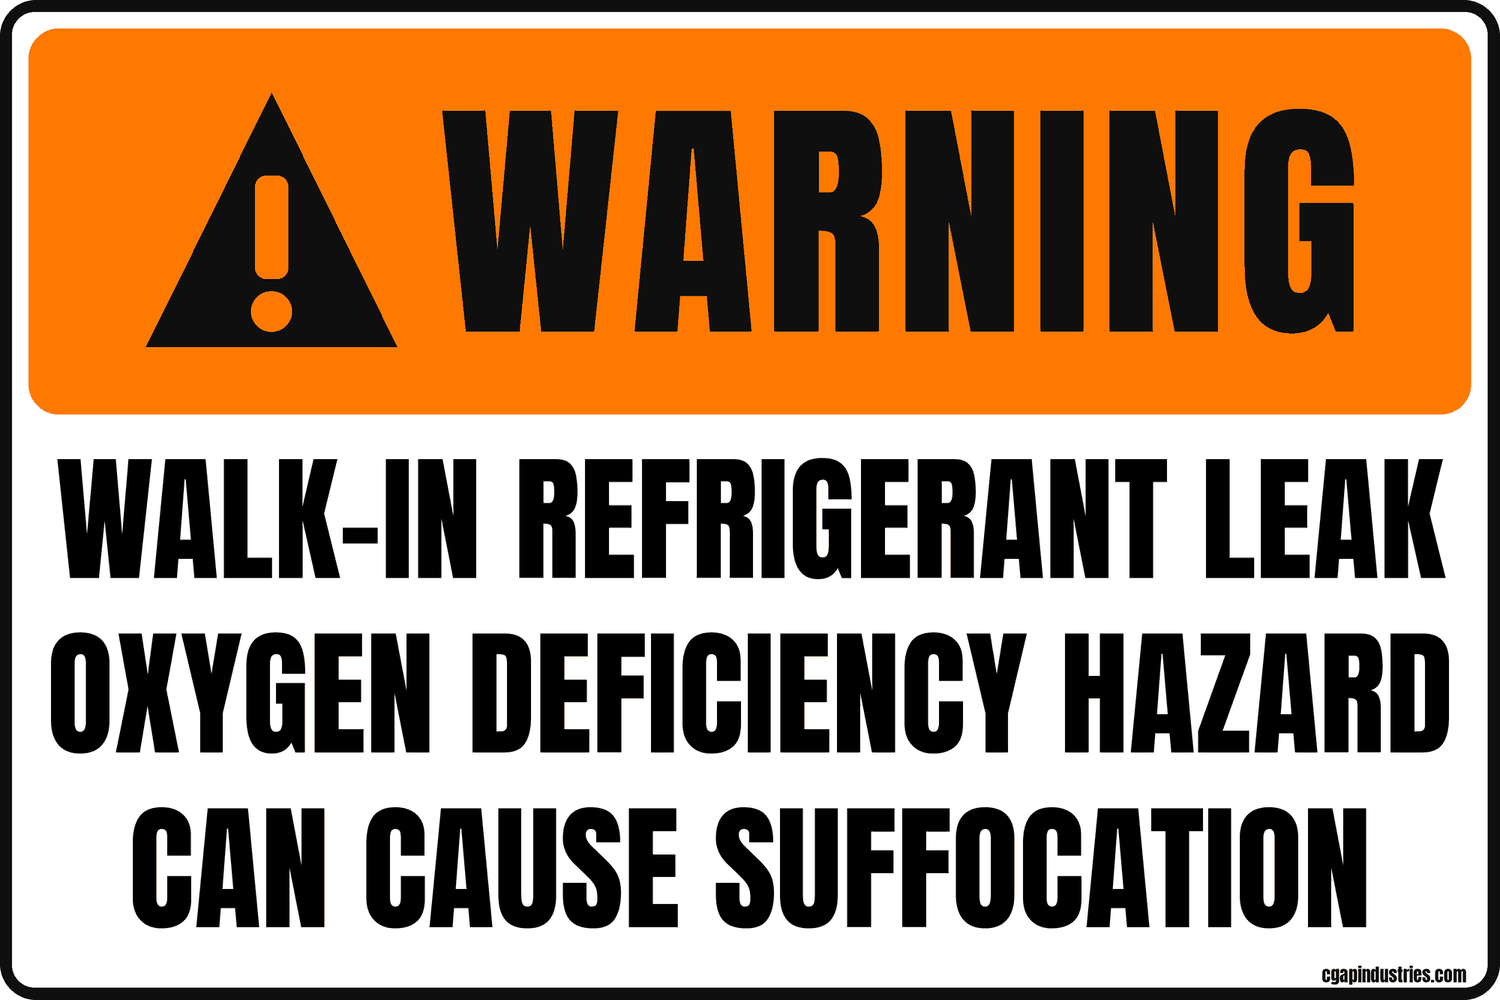 WARNING
WALK-IN REFRIGERANT LEAK
OXYGEN DEFICIENCY HAZARD
CAN CAUSE SUFFOCATION
cgapindustries.com